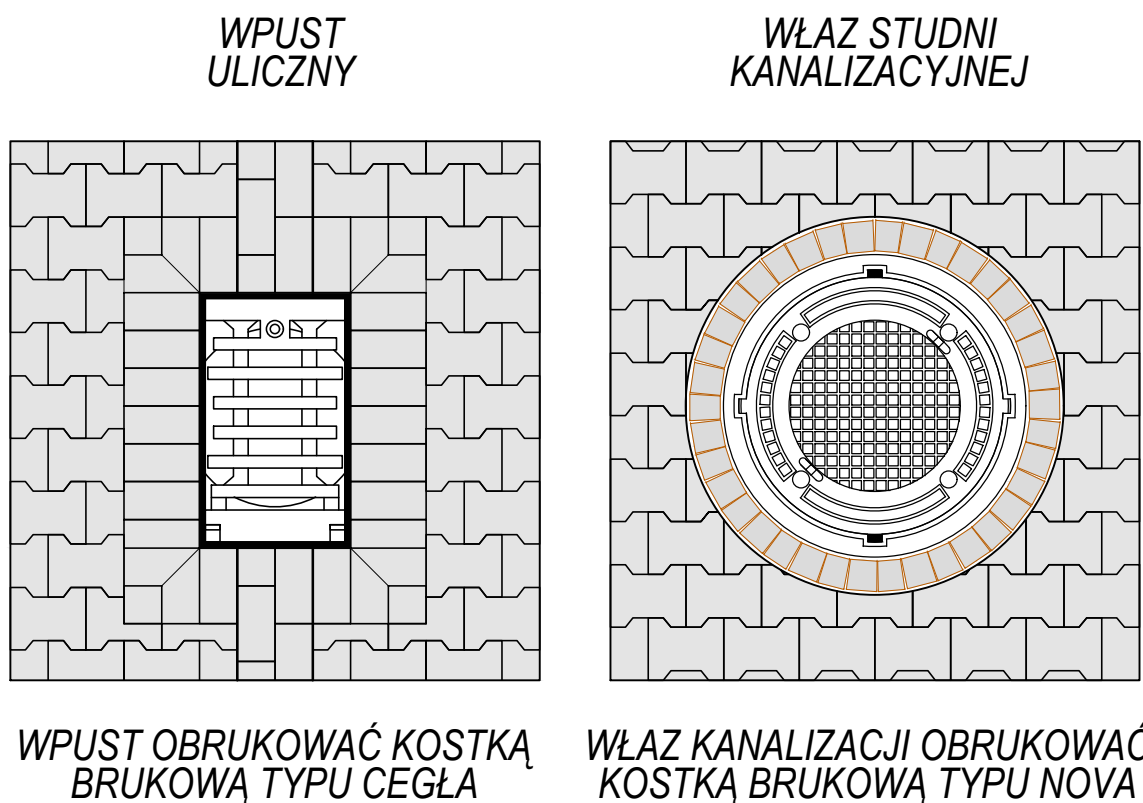 WPUST
ULICZNY
WŁAZ STUDNI
KANALIZACYJNEJ
WPUST OBRUKOWAĆ KOSTKĄ
BRUKOWĄ TYPU CEGŁA
WŁAZ KANALIZACJI OBRUKOWAĆ
KOSTKĄ BRUKOWĄ TYPU NOVA